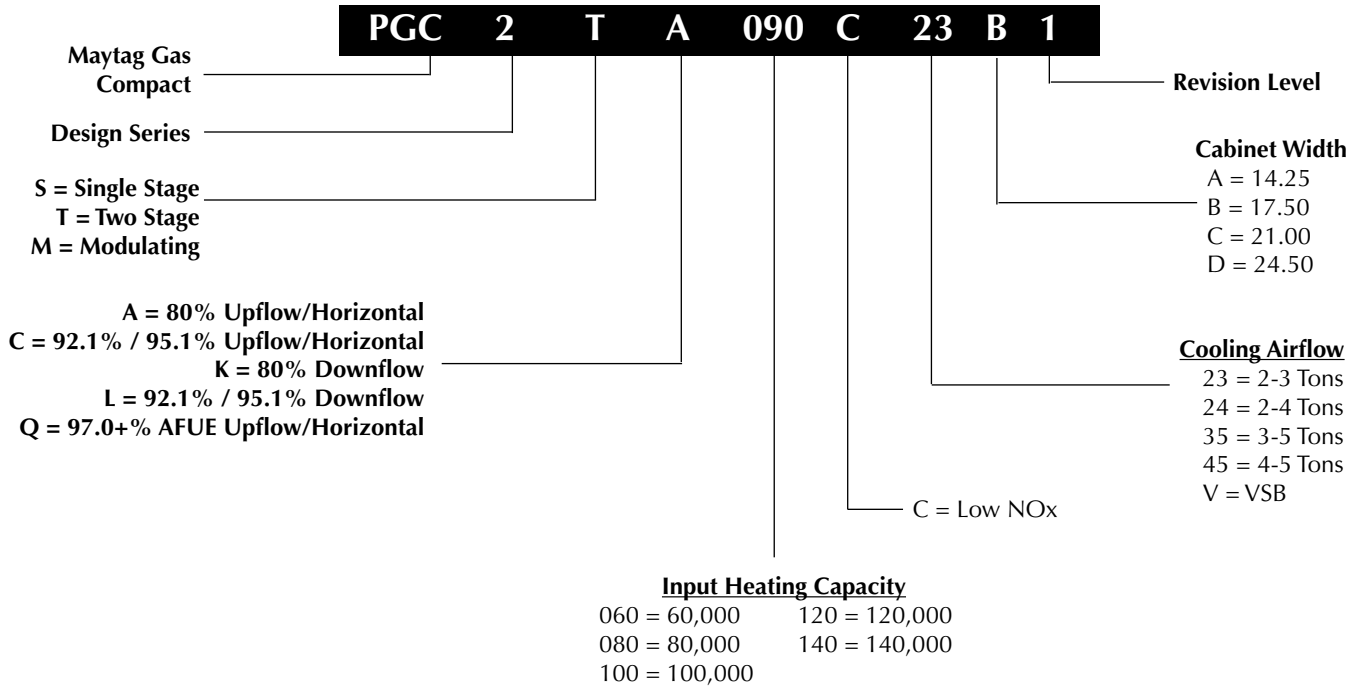 PGC 2 T A 090 C 23 B 1
Maytag Gas
Compact
Design Series
S = Single Stage
T = Two Stage
M = Modulating
A = 80% Upflow/Horizontal
C = 92.1% / 95.1% Upflow/Horizontal
K = 80% Downflow
L = 92.1% / 95.1% Downflow
Q = 97.0+% AFUE Upflow/Horizontal
Input Heating Capacity
060 = 60,000 120 = 120,000
080 = 80,000 140 = 140,000
100 = 100,000
C = Low NOx
Cooling Airflow
23 = 2-3 Tons
24 = 2-4 Tons
35 = 3-5 Tons
45 = 4-5 Tons
V = VSB
Cabinet Width
A = 14.25
B = 17.50
C = 21.00
D = 24.50
Revision Level